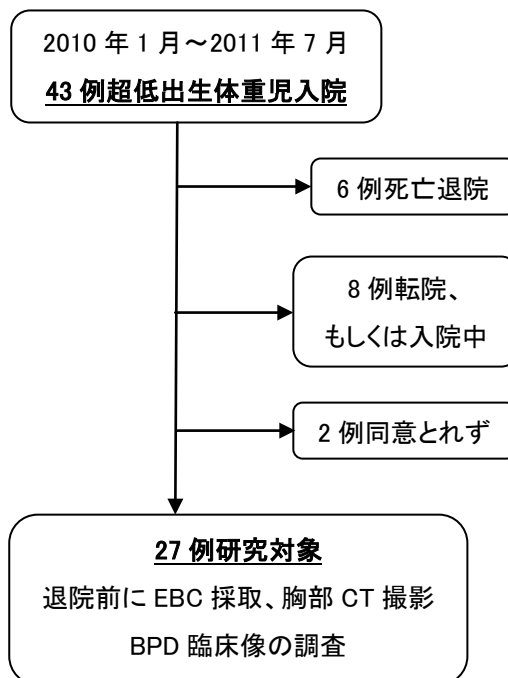 2010 年 1 月～2011 年 7 月
43 例超低出生体重児入院
6 例死亡退院
8 例転院、
もしくは入院中
2 例同意とれず
27 例研究対象
退院前に EBC 採取、胸部 CT 撮影
BPD 臨床像の調査